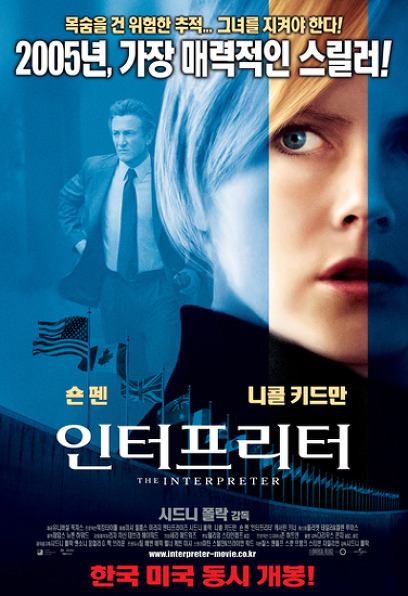 목숨을 건 위험한 추적... 그녀를 지켜야 한다!
2005년, 가장 매력적인 스릴러!
숀 펜
니콜 키드만
인터프리터
THE INTERPRETER
시드니 폴락 감독
www.interpreter-movie.co.kr
한국 미국 동시 개봉!